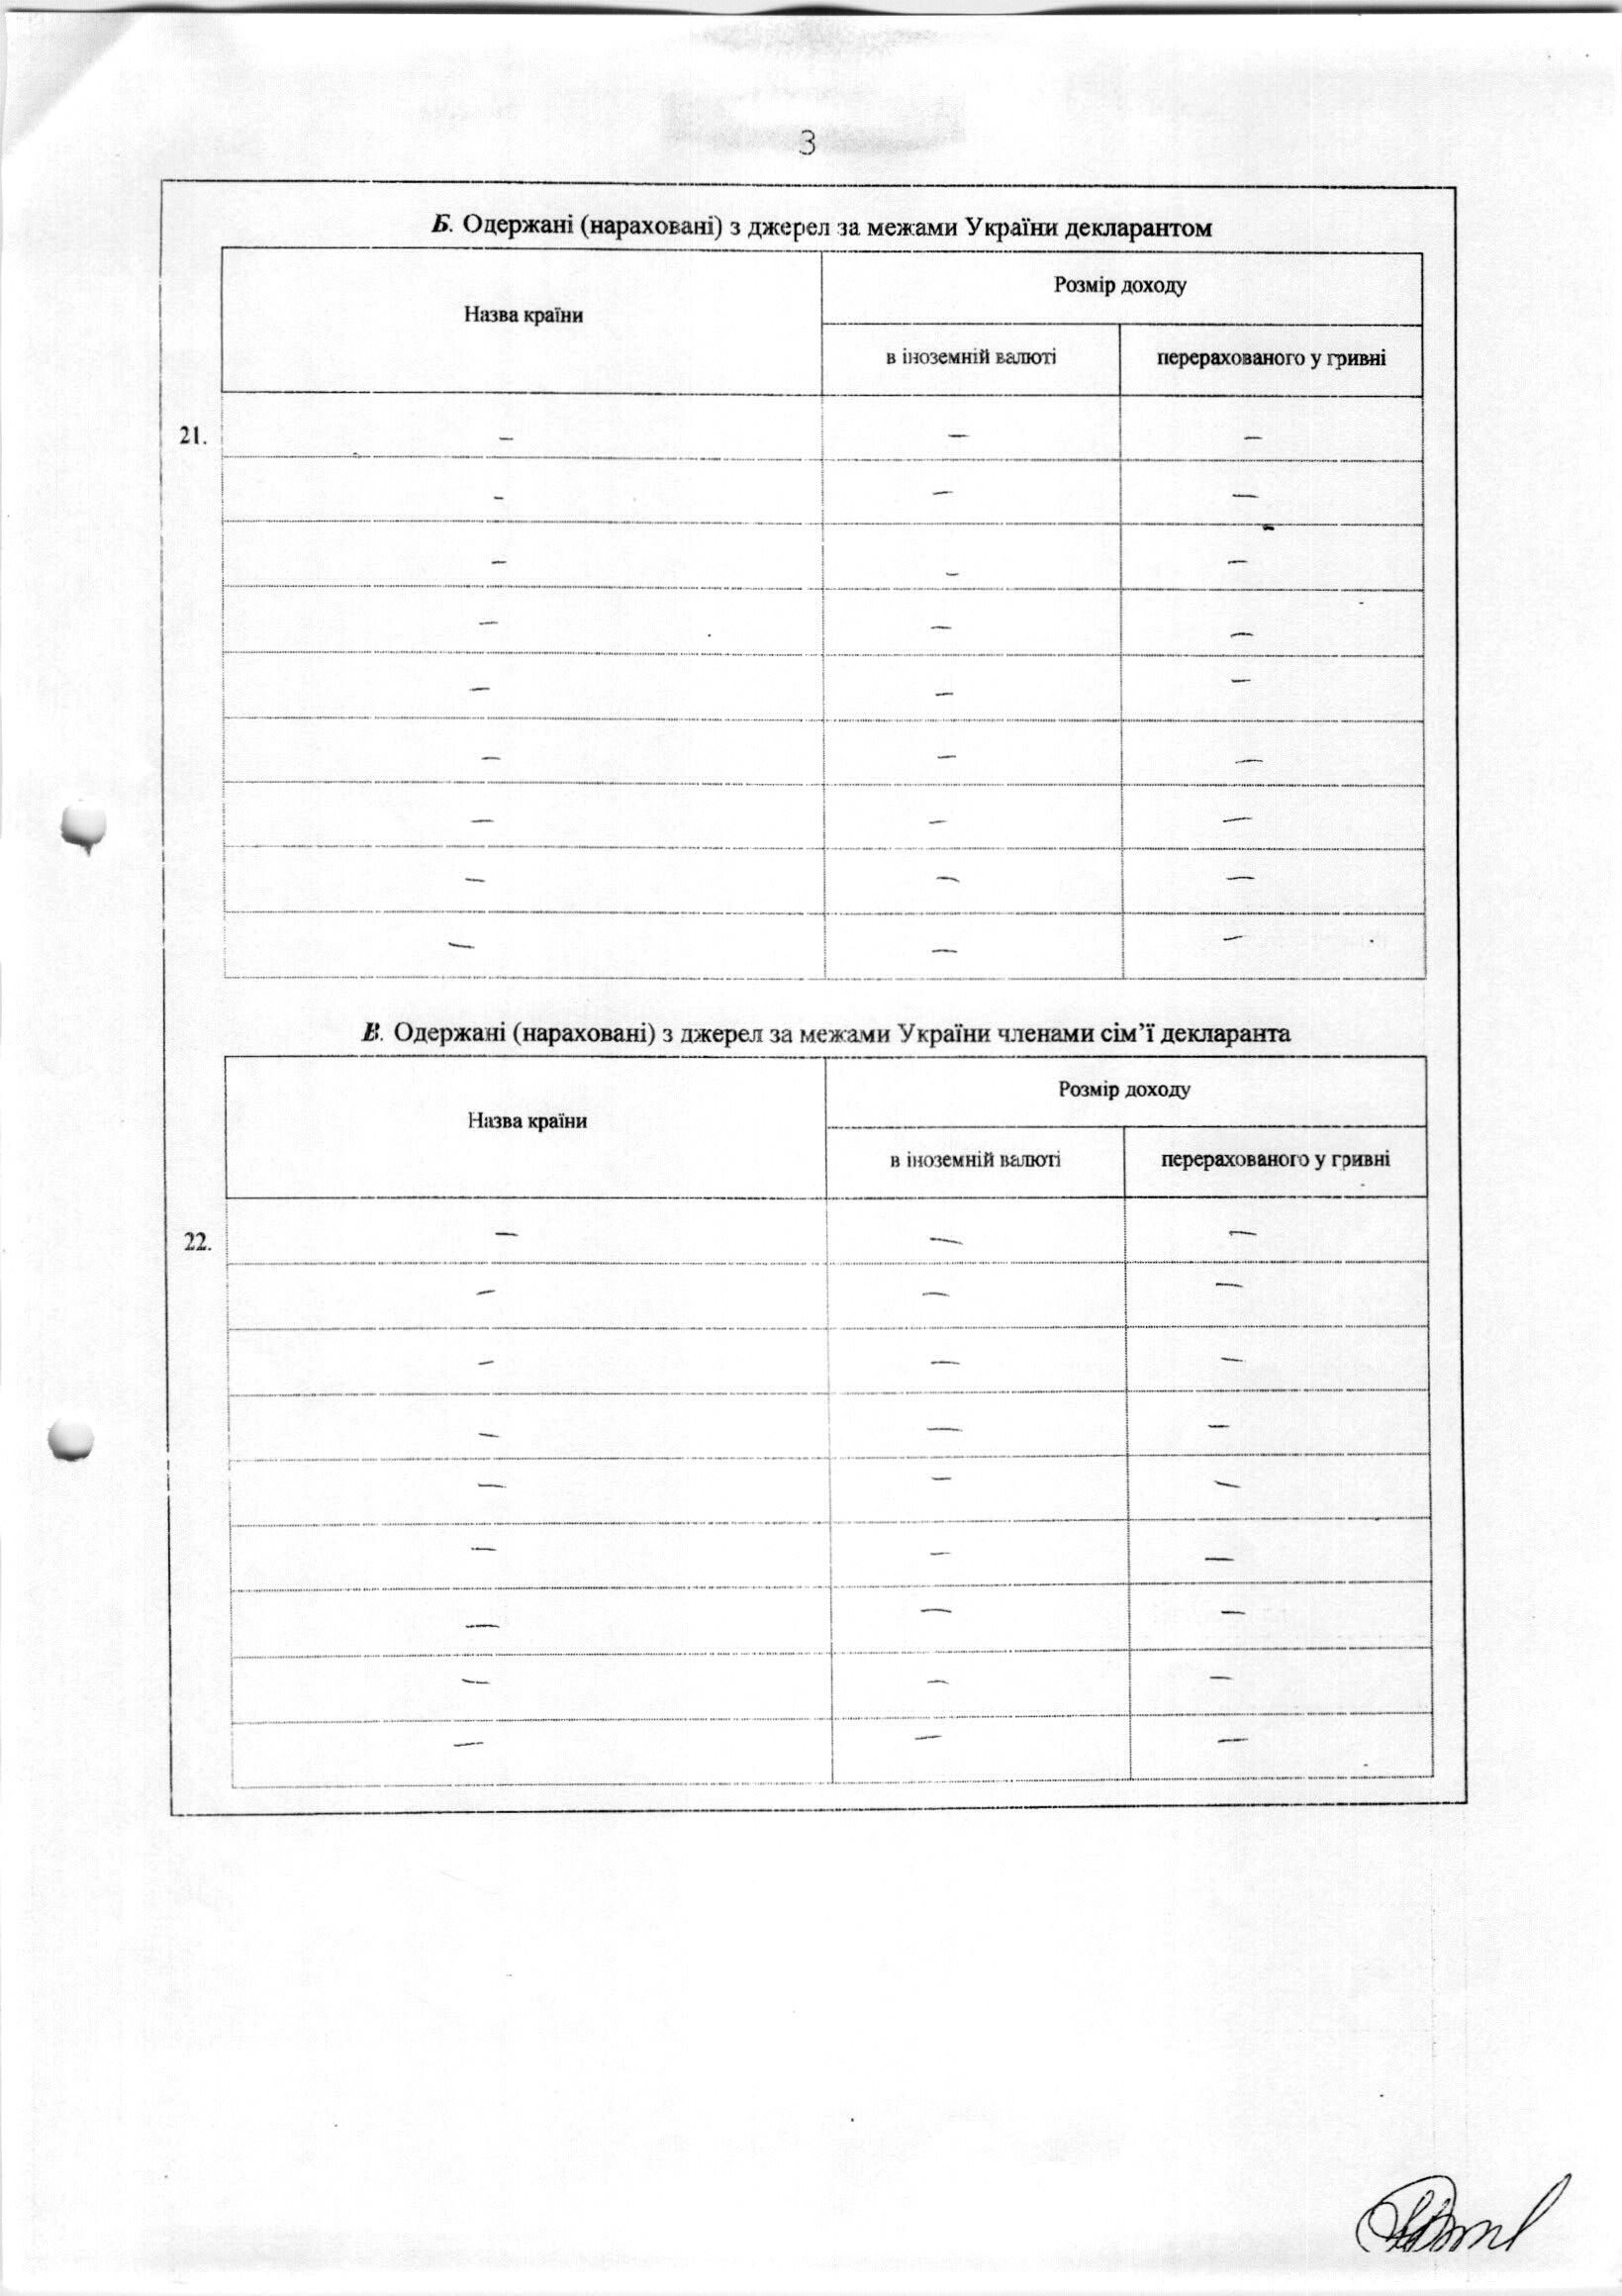 3
Б. Одержані (нараховані) з джерел за межами України декларантом
Назва країни
Розмір доходу
в іноземній валюті
перерахованого у гривні
21.
– – –
– – –
– – –
– – –
– – –
– – –
– – –
– – –
– – –
В. Одержані (нараховані) з джерел за межами України членами сім’ї декларанта
Назва країни
Розмір доходу
в іноземній валюті
перерахованого у гривні
22.
– – –
– – –
– – –
– – –
– – –
– – –
– – –
– – –
– – –